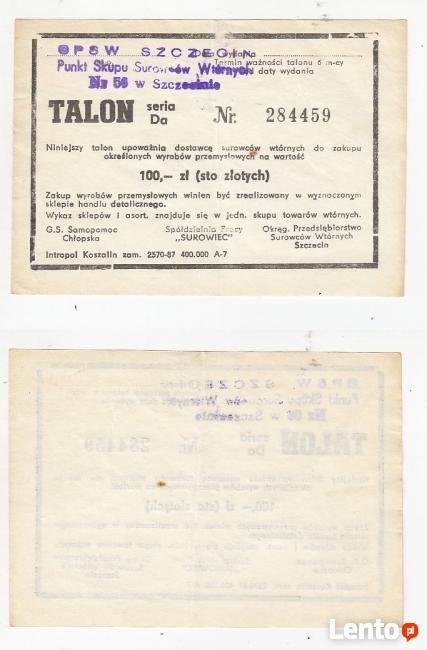 OPSW SZCZECIN
Data wydania
Termin ważności talonu 6 m-cy
Punkt Skupu Surowców Wtórnych
od daty wydania
Nr 56 w Szczecinie
TALON seria Da Nr. 284459
Niniejszy talon upoważnia dostawcę surowców wtórnych do zakupu
określonych wyrobów przemysłowych na wartość
100,— zł (sto złotych)
Zakup wyrobów przemysłowych winien być zrealizowany w wyznaczonym
sklepie handlu detalicznego.
Wykaz sklepów i asort. znajduje się w jedn. skupu towarów wtórnych.
G.S. Samopomoc Chłopska
Spółdzielnia Pracy „SUROWIEC"
Okręg. Przedsiębiorstwo Surowców Wtórnych Szczecin
Intropol Koszalin zam. 2570-87 400.000 A-7
Lento.pl